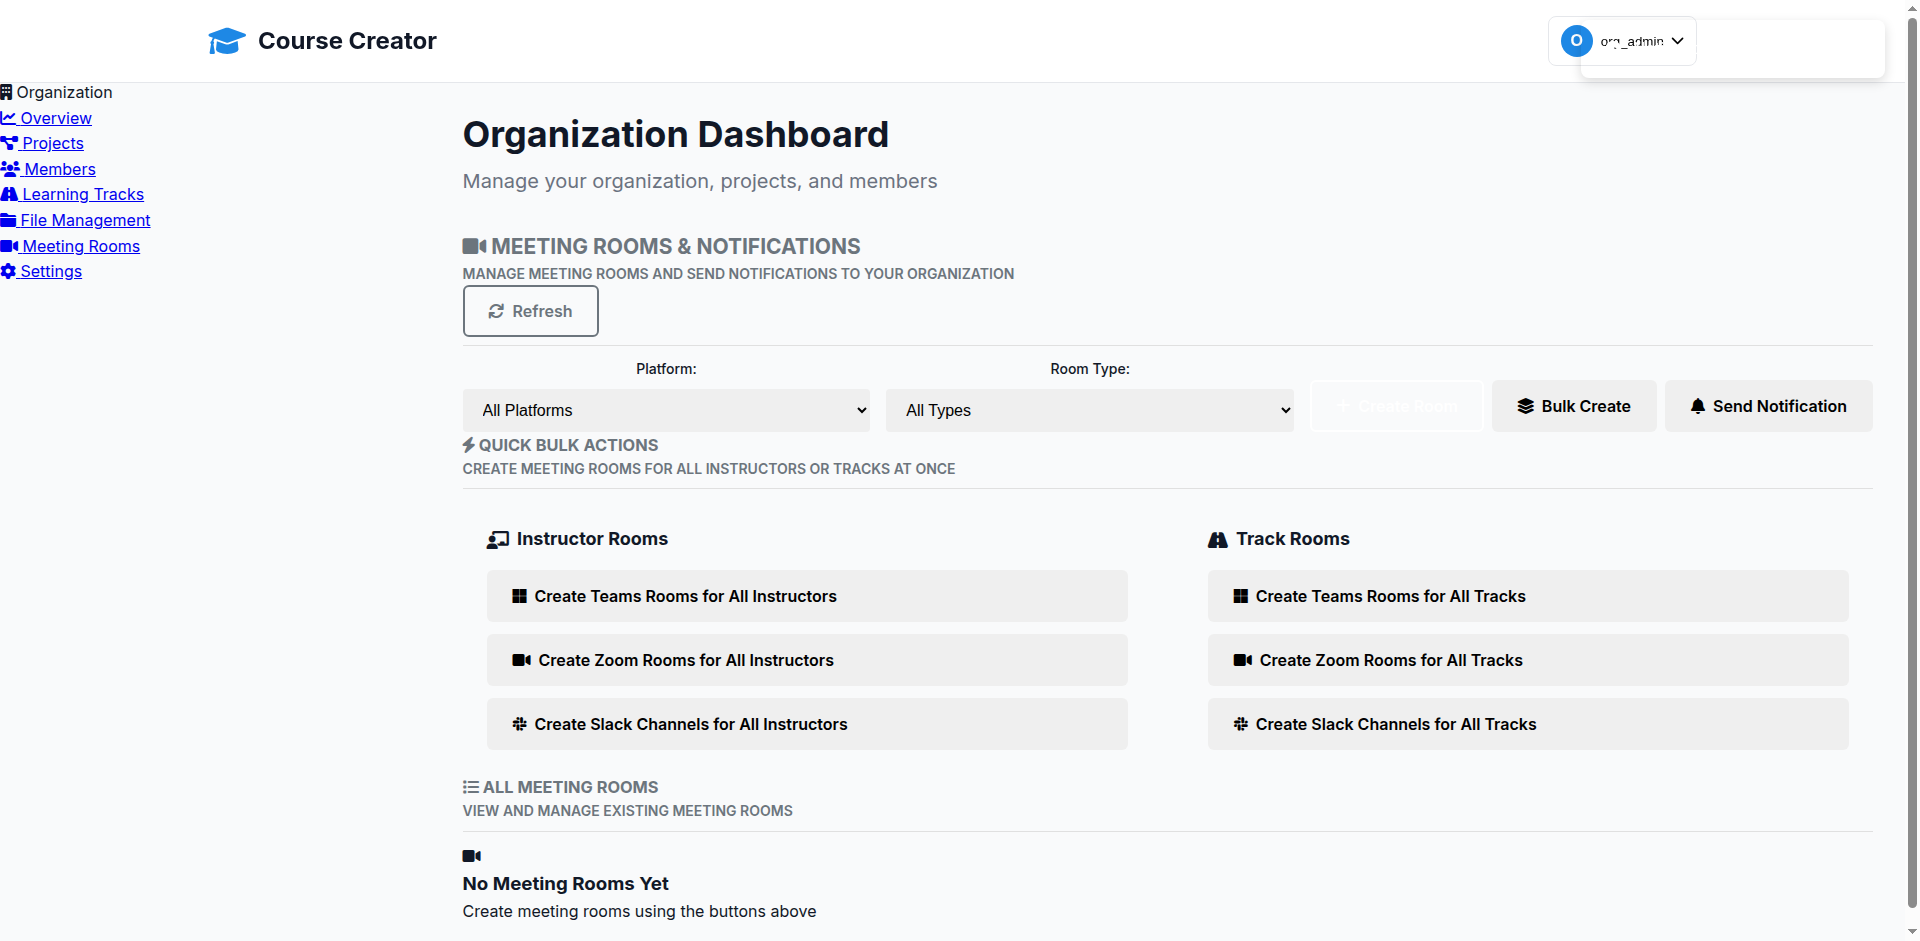 Course Creator
O org_admin
Organization
Overview
Projects
Members
Learning Tracks
File Management
Meeting Rooms
Settings
Organization Dashboard
Manage your organization, projects, and members
MEETING ROOMS & NOTIFICATIONS
MANAGE MEETING ROOMS AND SEND NOTIFICATIONS TO YOUR ORGANIZATION
Refresh
Platform:
Room Type:
All Platforms
All Types
Create Room
Bulk Create
Send Notification
QUICK BULK ACTIONS
CREATE MEETING ROOMS FOR ALL INSTRUCTORS OR TRACKS AT ONCE
Instructor Rooms
Create Teams Rooms for All Instructors
Create Zoom Rooms for All Instructors
Create Slack Channels for All Instructors
Track Rooms
Create Teams Rooms for All Tracks
Create Zoom Rooms for All Tracks
Create Slack Channels for All Tracks
ALL MEETING ROOMS
VIEW AND MANAGE EXISTING MEETING ROOMS
No Meeting Rooms Yet
Create meeting rooms using the buttons above